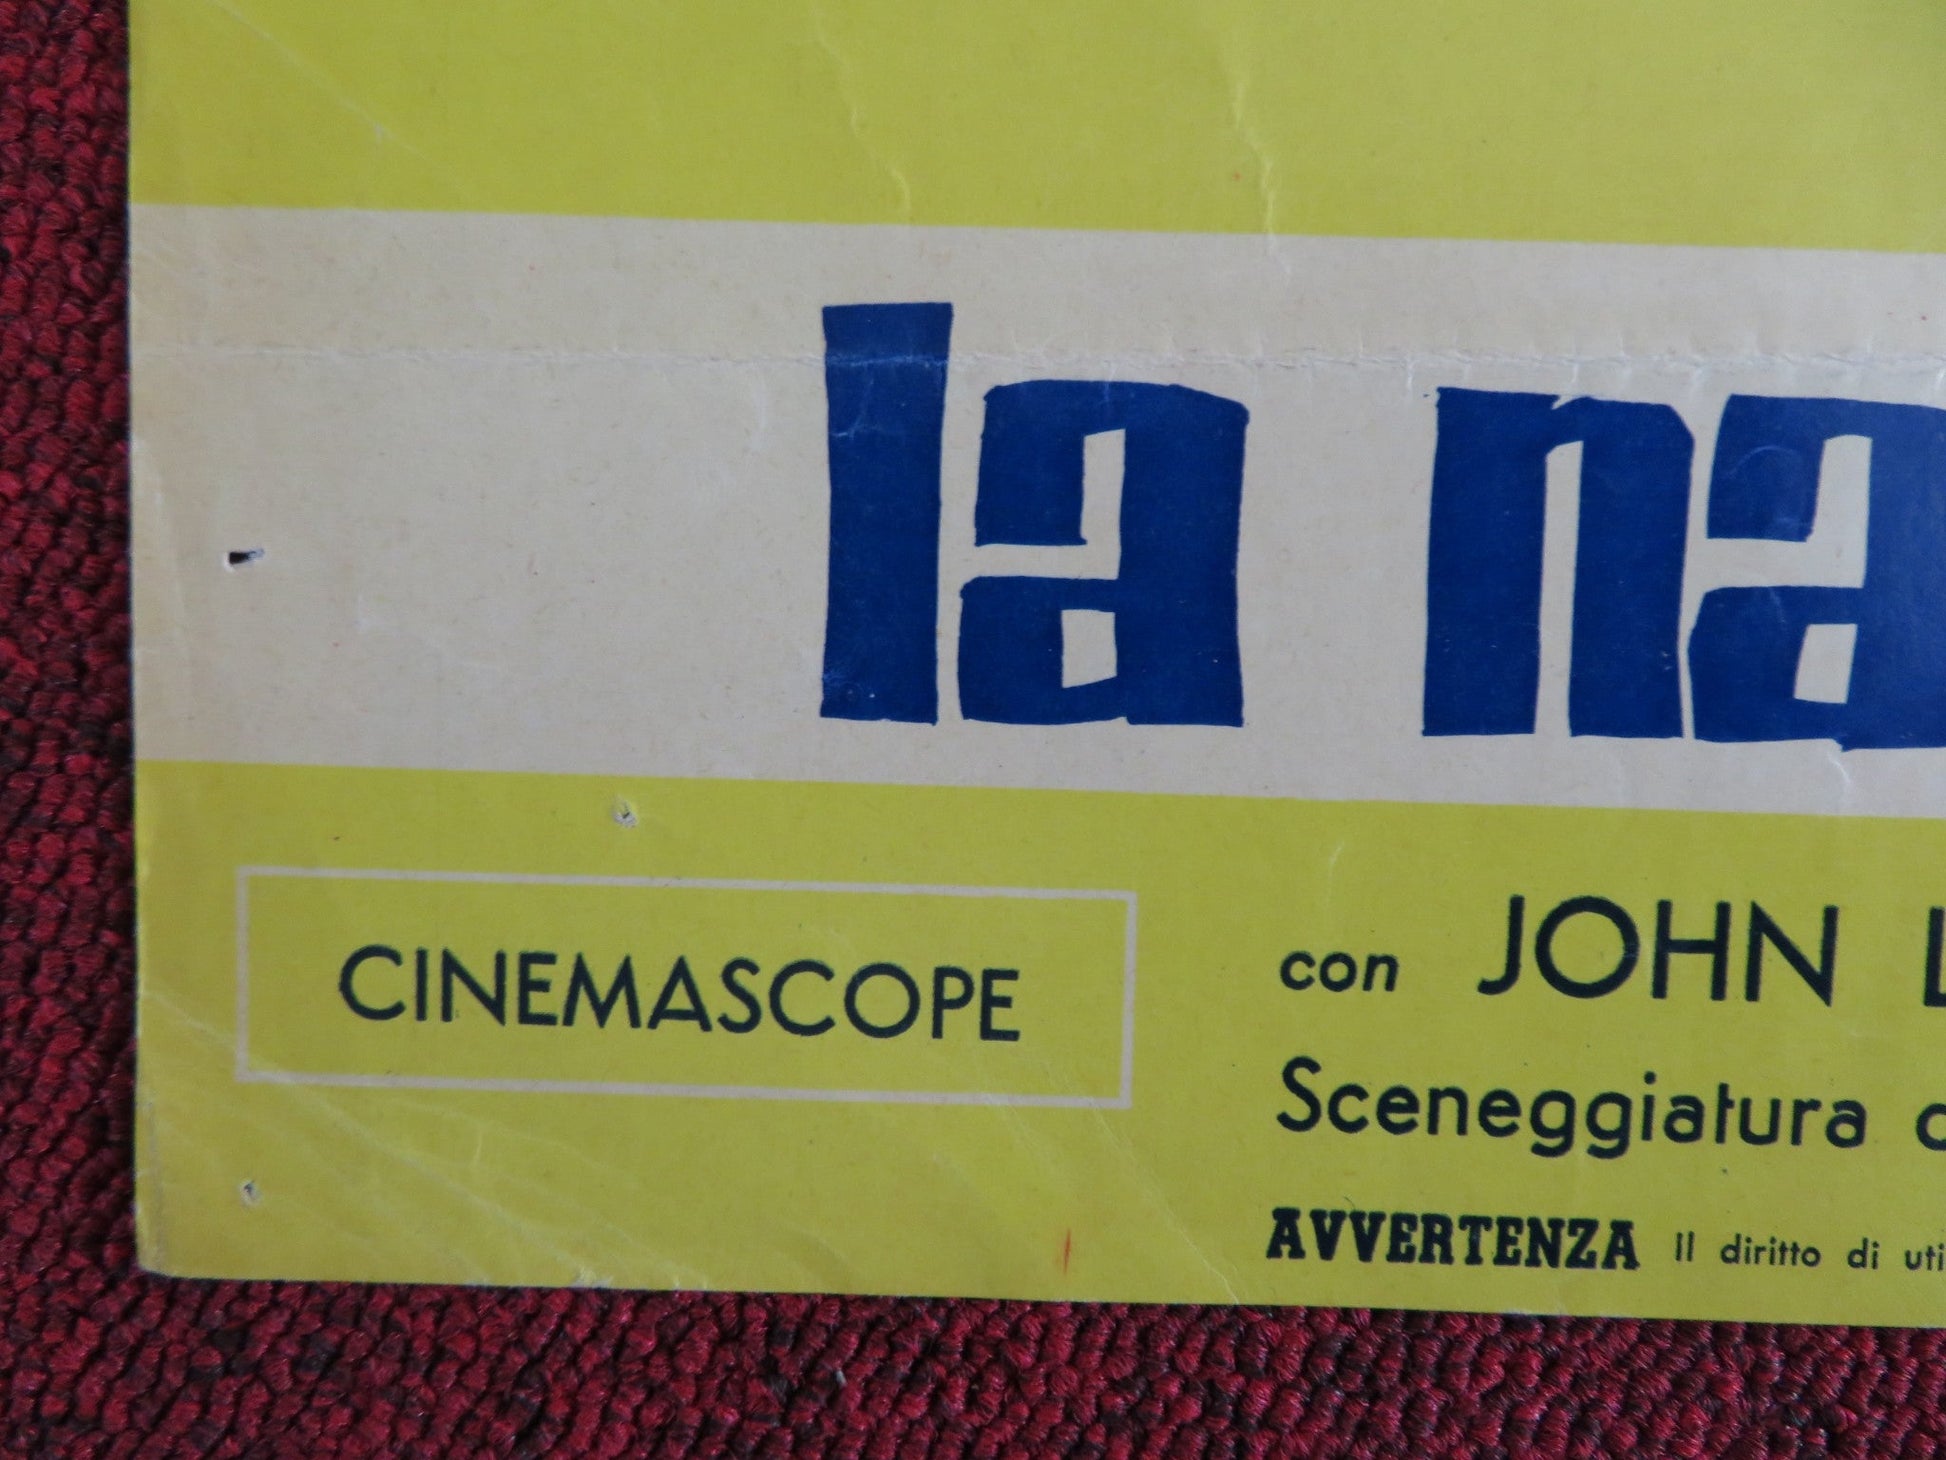 la na
CINEMASCOPE
con JOHN L
Sceneggiatura d
AVVERTENZA Il diritto di uti